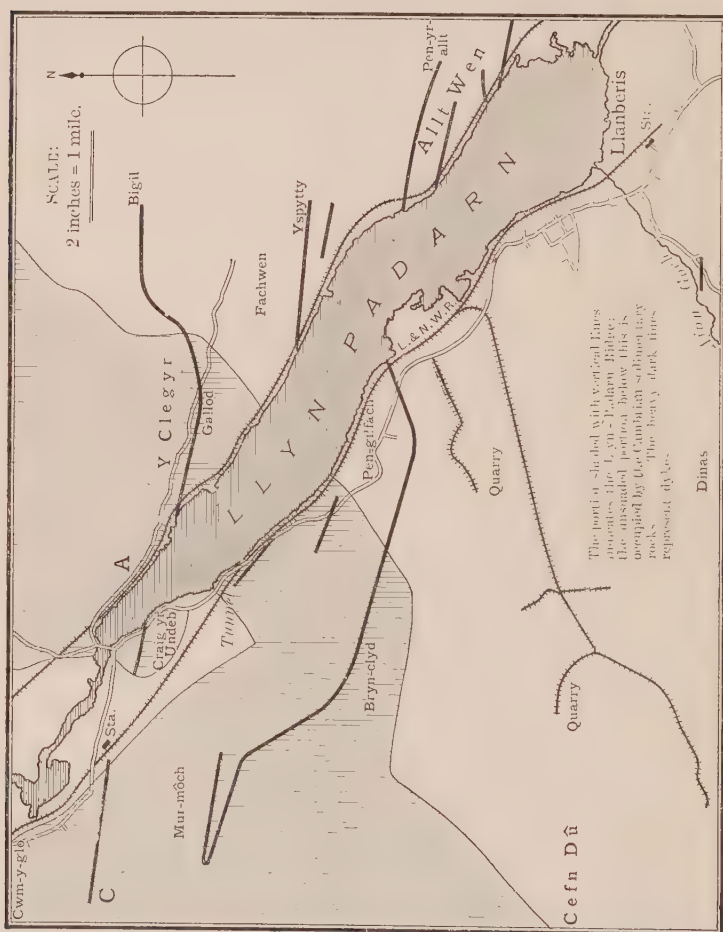 Cwm-y-glo
SCALE:
2 inches = 1 mile.
N
Bigil
Pen-yr-
allt
Allt Wen
Yspytty
Fachwen
Y Clegyr
Gallod
A
LLYN PADARN
Llanberis
Sta.
L.& N.W.R.
Pen-gilfach
Craig yr
Undeb
Tunnel
Sta.
C
Mur-môch
Bryn-clyd
Quarry
Quarry
Cefn Dû
Dinas
The portion shaded with vertical lines
the Llyn-Padarn Ridge;
the unshaded portion below this is
occupied by the Cambrian sedimentary
rocks. The heavy dark lines
represent dykes.